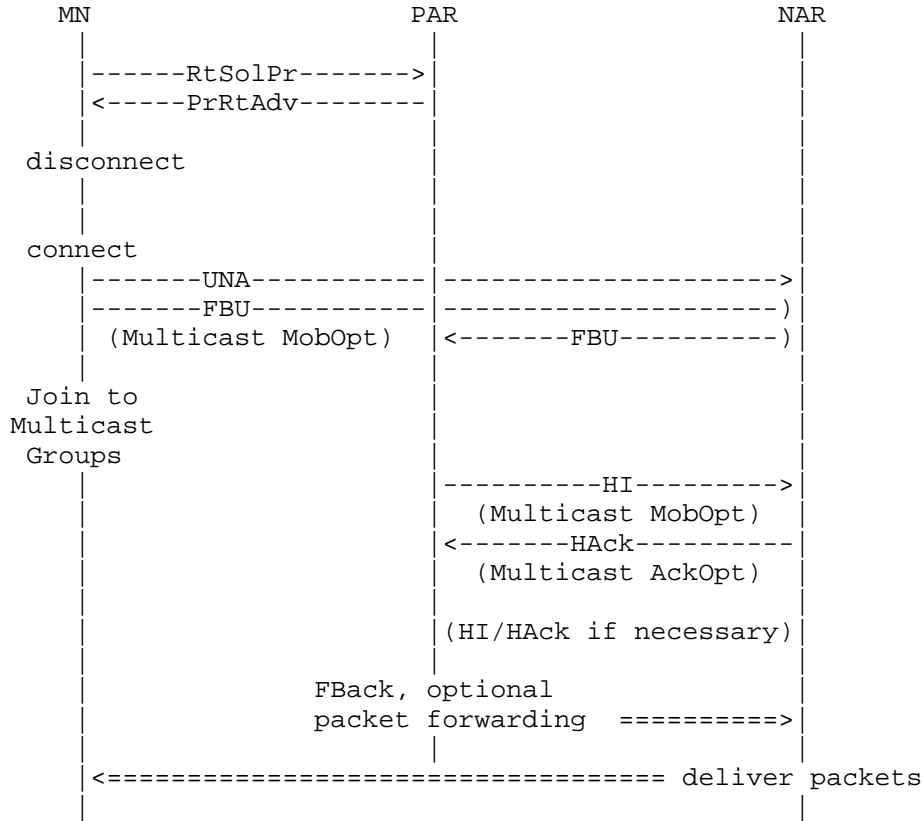 MN PAR NAR
------RtSolPr------->
<-----PrRtAdv--------
disconnect
connect
-------UNA-----------|--------------------->
-------FBU-----------|---------------------)
(Multicast MobOpt) <-------FBU----------)
Join to
Multicast
Groups
----------HI--------->
(Multicast MobOpt)
<-------HAck----------
(Multicast AckOpt)
(HI/HAck if necessary)
FBack, optional
packet forwarding ==========>
<=================================== deliver packets